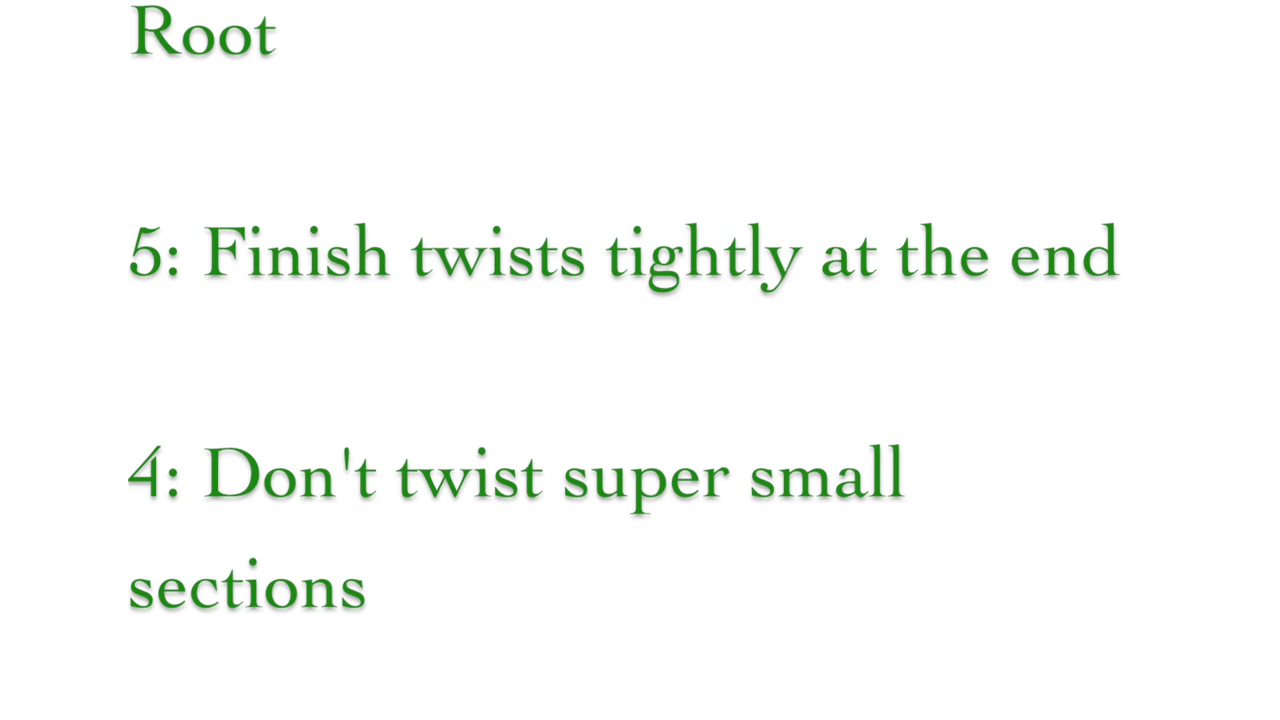 Root
5: Finish twists tightly at the end
4: Don't twist super small
sections